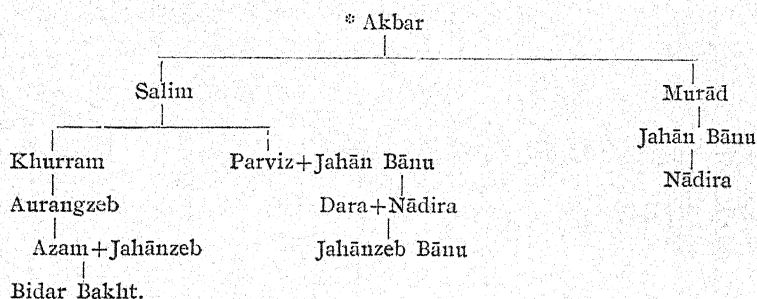 * Akbar
Salim Murād
Jahān Bānu
Khurram Parviz+Jahān Bānu
Nādira
Aurangzeb Dara+Nādira
Azam+Jahānzeb Jahānzeb Bānu
Bidar Bakht.